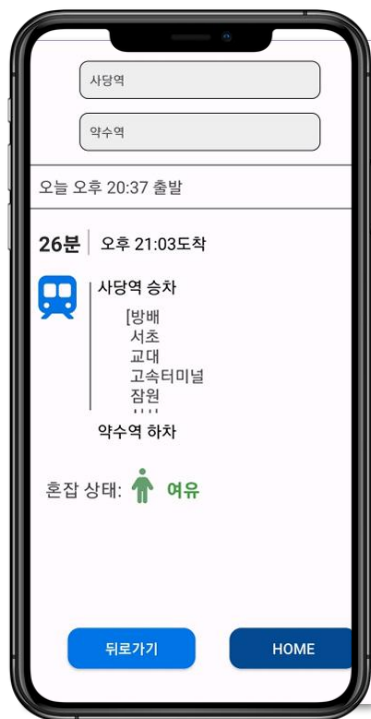 사당역
약수역
오늘 오후 20:37 출발
26분 오후 21:03도착
사당역 승차
[방배
서초
교대
고속터미널
잠원
약수역 하차
혼잡 상태: 여유
뒤로가기 HOME